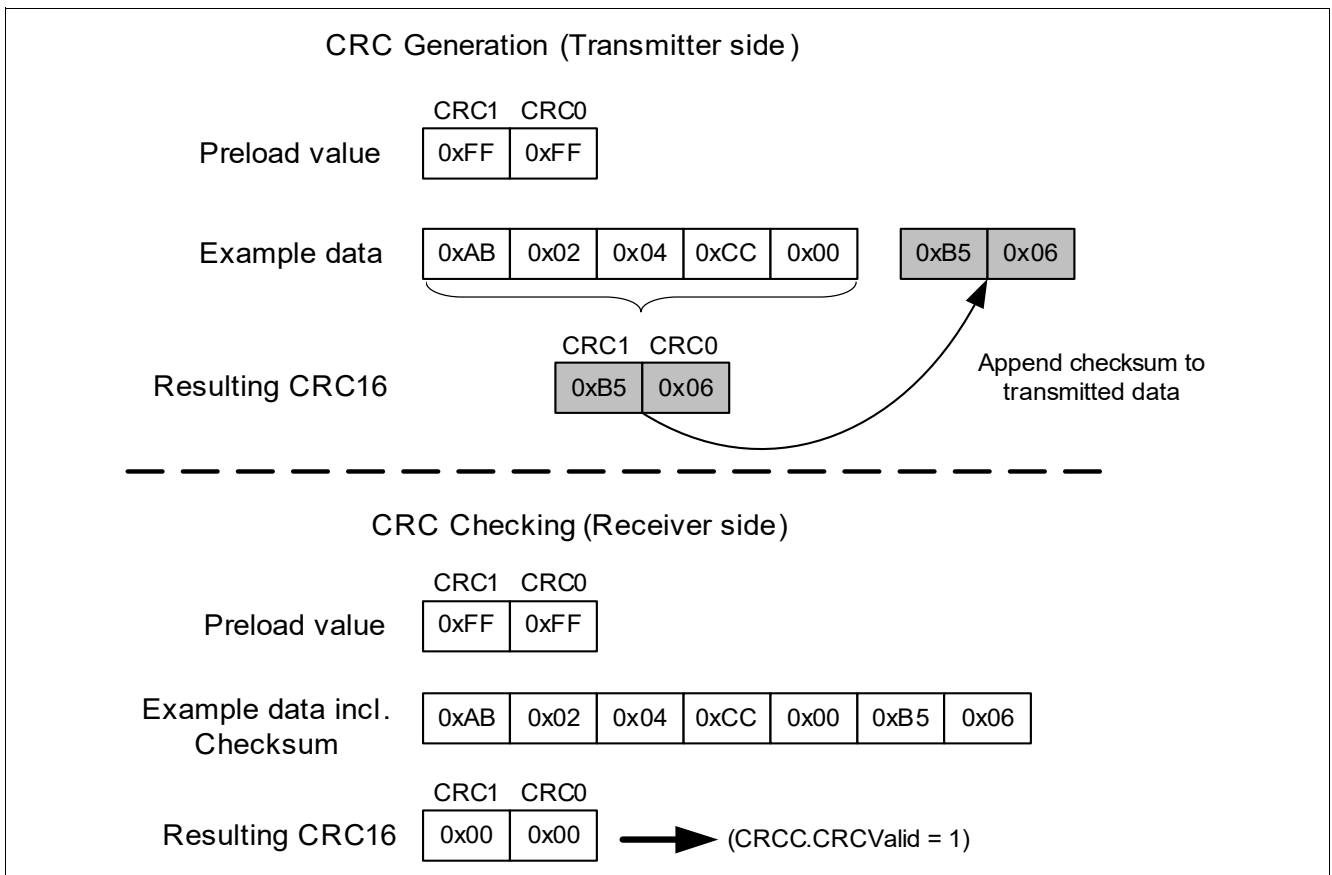 CRC Generation (Transmitter side)
CRC1 CRC0
Preload value 0xFF 0xFF
Example data 0xAB 0x02 0x04 0xCC 0x00 0xB5 0x06
CRC1 CRC0
Resulting CRC16 0xB5 0x06
Append checksum to
transmitted data
CRC Checking (Receiver side)
CRC1 CRC0
Preload value 0xFF 0xFF
Example data incl.
Checksum
0xAB 0x02 0x04 0xCC 0x00 0xB5 0x06
CRC1 CRC0
Resulting CRC16 0x00 0x00 (CRCC.CRCValid = 1)